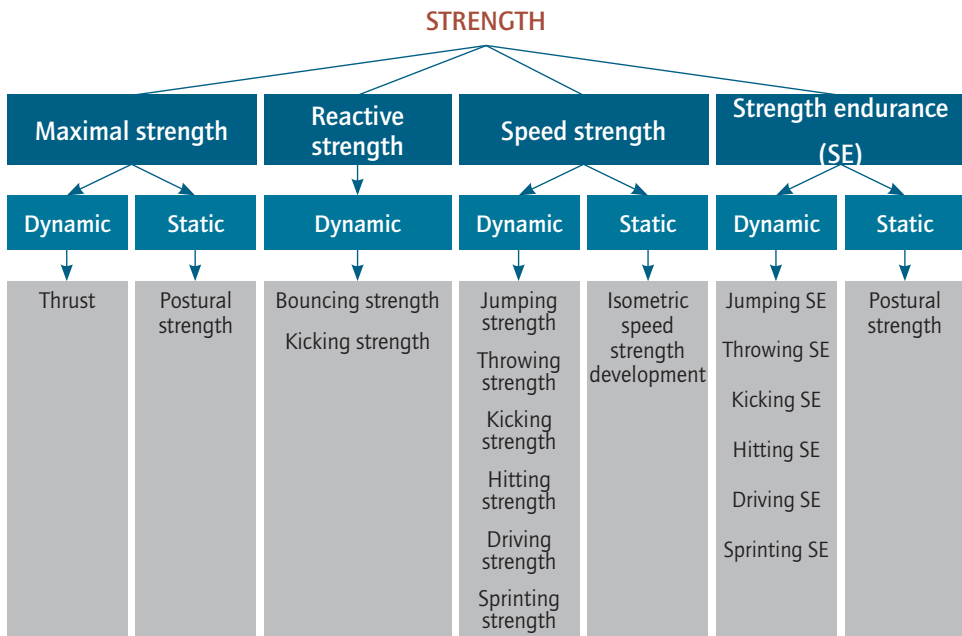 STRENGTH
Maximal strength
Reactive
strength
Speed strength
Strength endurance
(SE)
Dynamic
Static
Dynamic
Dynamic
Static
Dynamic
Static
Thrust
Postural
strength
Bouncing strength
Kicking strength
Jumping
strength
Throwing
strength
Kicking
strength
Hitting
strength
Driving
strength
Sprinting
strength
Isometric
speed
strength
development
Jumping SE
Throwing SE
Kicking SE
Hitting SE
Driving SE
Sprinting SE
Postural
strength